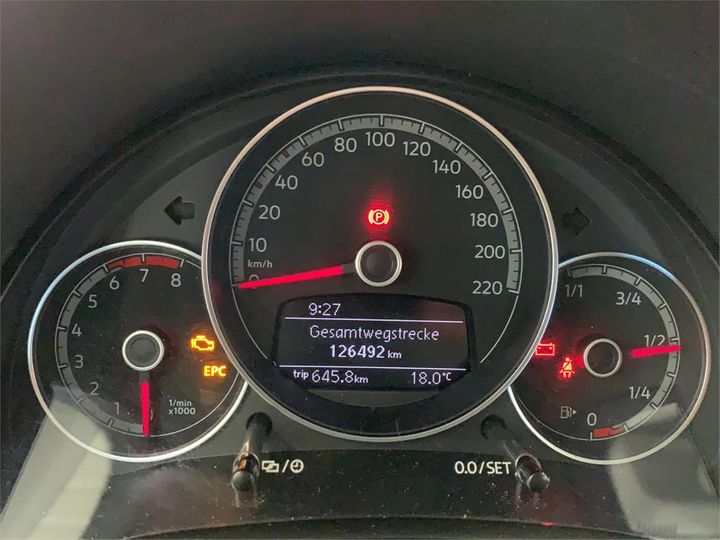 100
80
120
60
140
40
160
20
180
10
200
km/h
0
220
P
6 7 8
5
4
3
2
1
1/min
x1000
EPC
9:27
Gesamtwegstrecke
126492 km
trip 645.8 km 18.0 °C
1/1
3/4
1/2
1/4
0
0.0/SET